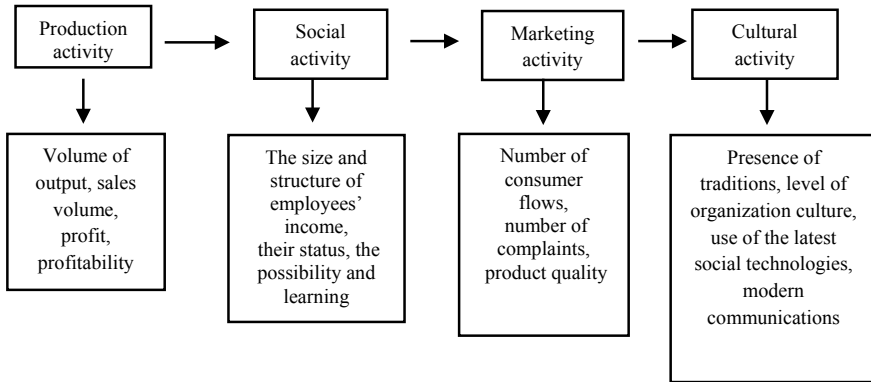 Production
activity
Social
activity
Marketing
activity
Cultural
activity
Volume of
output, sales
volume,
profit,
profitability
The size and
structure of
employees’
income,
their status, the
possibility and
learning
Number of
consumer
flows,
number of
complaints,
product quality
Presence of
traditions, level of
organization culture,
use of the latest
social technologies,
modern
communications